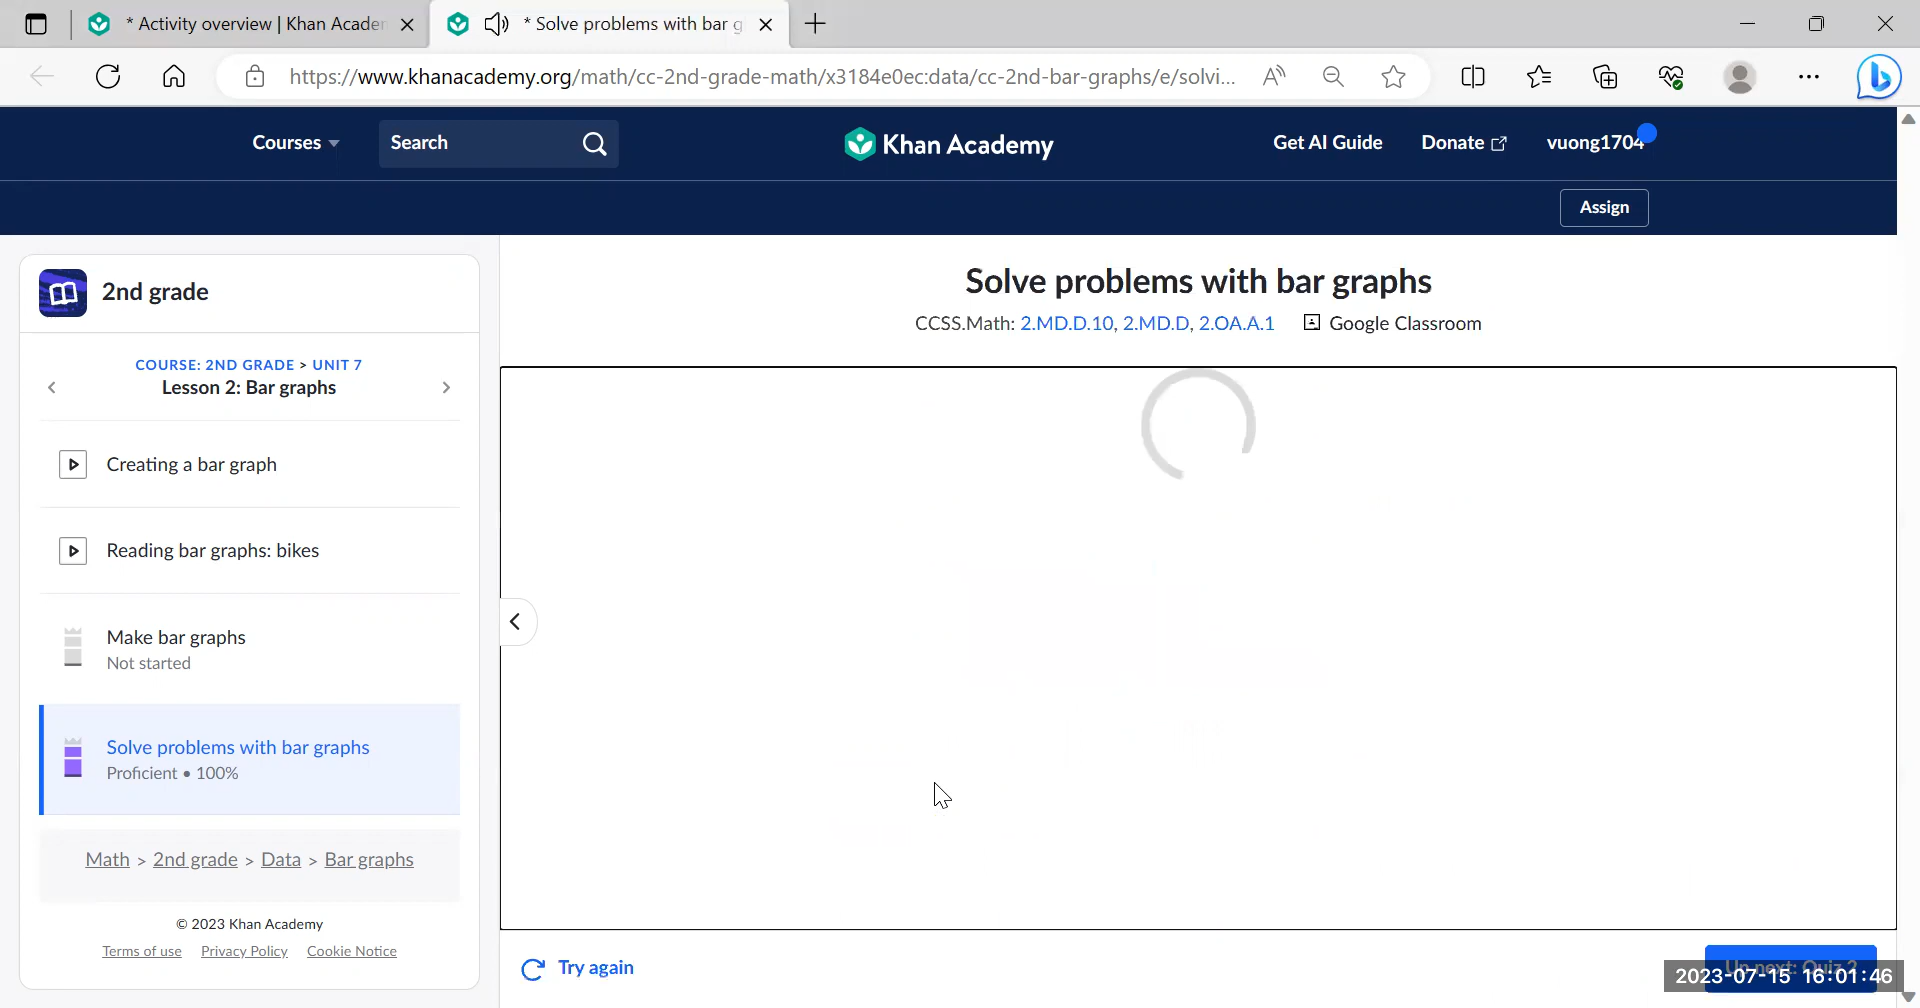 * Activity overview | Khan Acade
* Solve problems with bar g
https://www.khanacademy.org/math/cc-2nd-grade-math/x3184e0ec:data/cc-2nd-bar-graphs/e/solvi...
Courses
Search
Khan Academy
Get AI Guide
Donate
vuong1704
Assign
2nd grade
COURSE: 2ND GRADE > UNIT 7
Lesson 2: Bar graphs
Creating a bar graph
Reading bar graphs: bikes
Make bar graphs
Not started
Solve problems with bar graphs
Proficient • 100%
Math > 2nd grade > Data > Bar graphs
© 2023 Khan Academy
Terms of use Privacy Policy Cookie Notice
Solve problems with bar graphs
CCSS.Math: 2.MD.D.10, 2.MD.D, 2.OA.A.1 Google Classroom
Try again
Up next: Quiz 2
2023-07-15 16:01:46